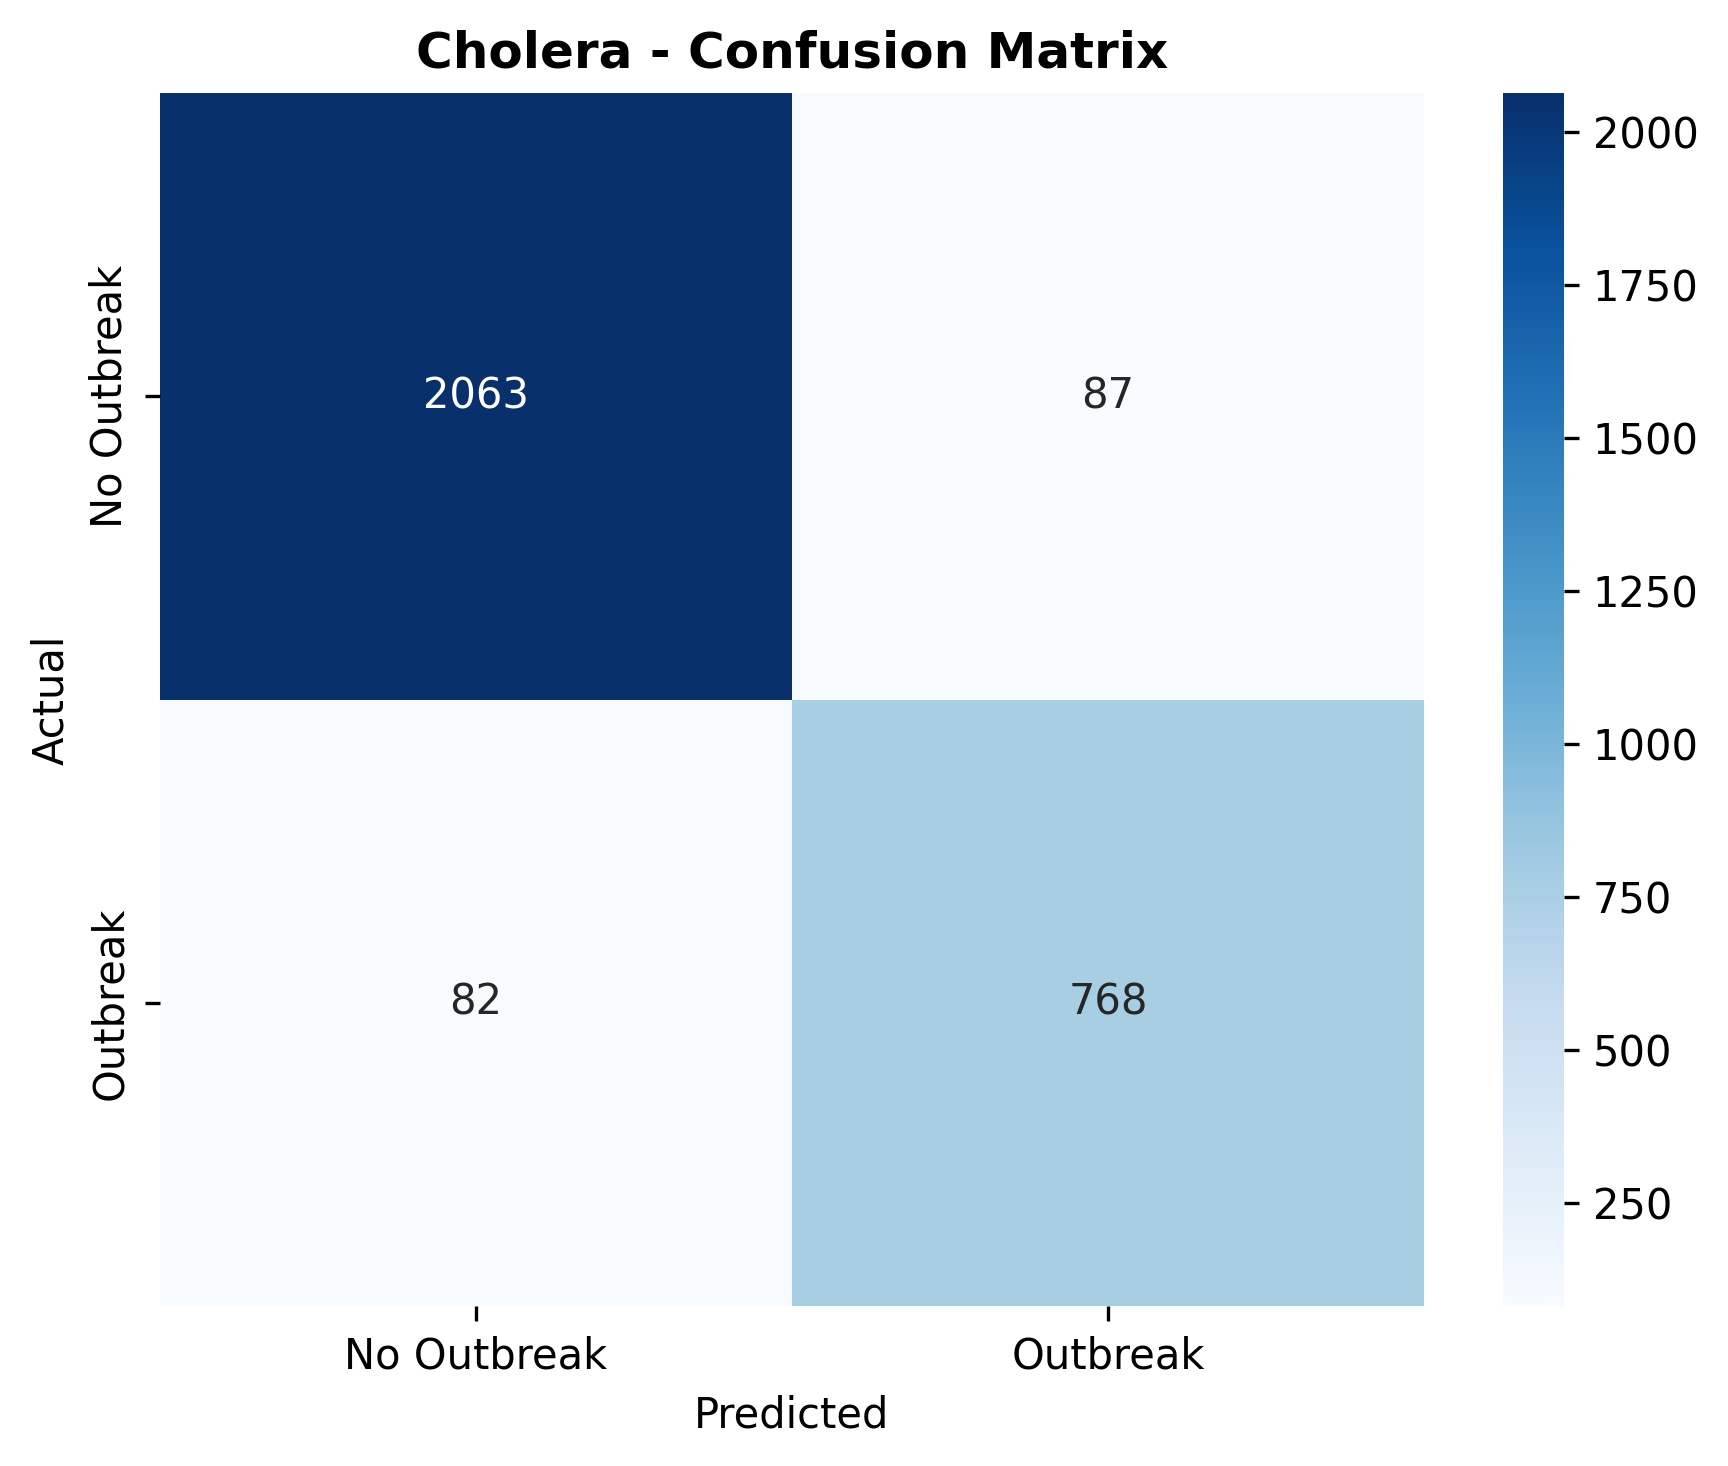 Cholera - Confusion Matrix
Actual
No Outbreak
Outbreak
2063
87
82
768
No Outbreak
Outbreak
Predicted
2000
1750
1500
1250
1000
750
500
250